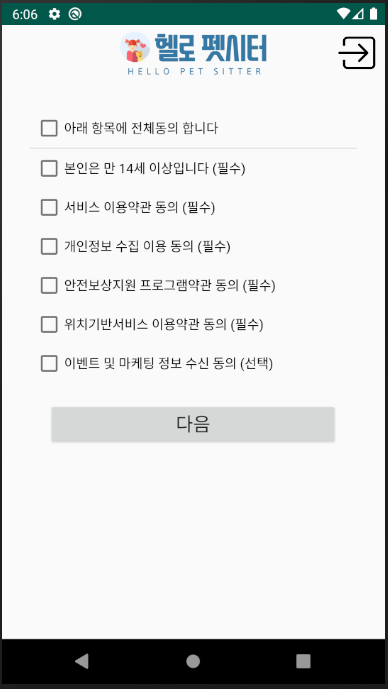 6:06
헬로 펫시터
HELLO PET SITTER
아래 항목에 전체동의 합니다
본인은 만 14세 이상입니다 (필수)
서비스 이용약관 동의 (필수)
개인정보 수집 이용 동의 (필수)
안전보상지원 프로그램약관 동의 (필수)
위치기반서비스 이용약관 동의 (필수)
이벤트 및 마케팅 정보 수신 동의 (선택)
다음